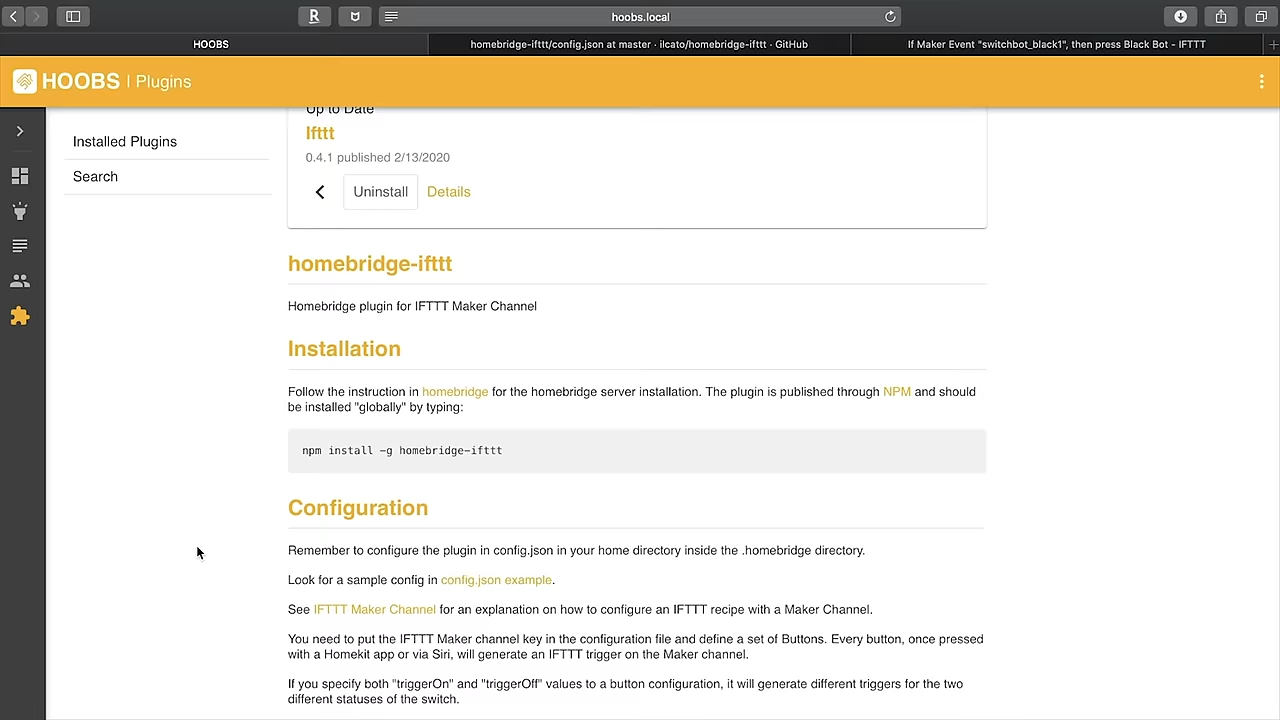 hoobs.local
HOOBS
homebridge-ifttt/config.json at master · ilcato/homebridge-ifttt · GitHub
If Maker Event "switchbot_black1", then press Black Bot - IFTTT
HOOBS | Plugins
Installed Plugins
Search
Up to Date
Ifttt
0.4.1 published 2/13/2020
Uninstall Details
homebridge-ifttt
Homebridge plugin for IFTTT Maker Channel
Installation
Follow the instruction in homebridge for the homebridge server installation. The plugin is published through NPM and should
be installed "globally" by typing:
npm install -g homebridge-ifttt
Configuration
Remember to configure the plugin in config.json in your home directory inside the .homebridge directory.
Look for a sample config in config.json example.
See IFTTT Maker Channel for an explanation on how to configure an IFTTT recipe with a Maker Channel.
You need to put the IFTTT Maker channel key in the configuration file and define a set of Buttons. Every button, once pressed
with a Homekit app or via Siri, will generate an IFTTT trigger on the Maker channel.
If you specify both "triggerOn" and "triggerOff" values to a button configuration, it will generate different triggers for the two
different statuses of the switch.